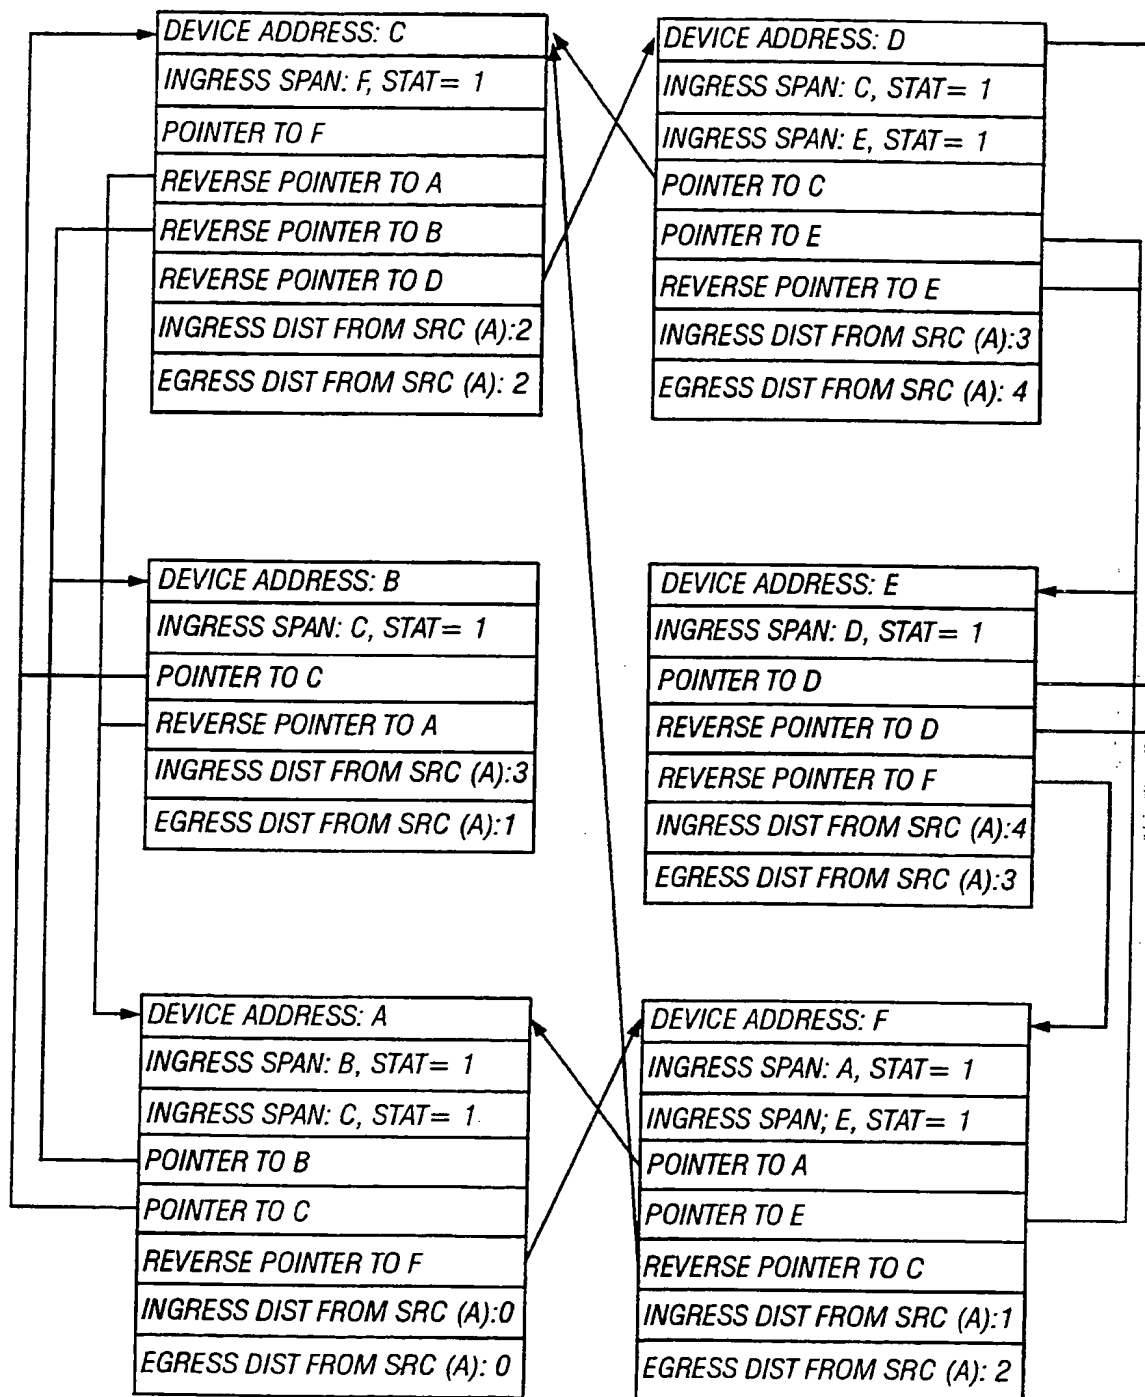 DEVICE ADDRESS: C
INGRESS SPAN: F, STAT= 1
POINTER TO F
REVERSE POINTER TO A
REVERSE POINTER TO B
REVERSE POINTER TO D
INGRESS DIST FROM SRC (A):2
EGRESS DIST FROM SRC (A): 2
DEVICE ADDRESS: D
INGRESS SPAN: C, STAT= 1
INGRESS SPAN: E, STAT= 1
POINTER TO C
POINTER TO E
REVERSE POINTER TO E
INGRESS DIST FROM SRC (A):3
EGRESS DIST FROM SRC (A): 4
DEVICE ADDRESS: B
INGRESS SPAN: C, STAT= 1
POINTER TO C
REVERSE POINTER TO A
INGRESS DIST FROM SRC (A):3
EGRESS DIST FROM SRC (A):1
DEVICE ADDRESS: E
INGRESS SPAN: D, STAT= 1
POINTER TO D
REVERSE POINTER TO D
REVERSE POINTER TO F
INGRESS DIST FROM SRC (A):4
EGRESS DIST FROM SRC (A):3
DEVICE ADDRESS: A
INGRESS SPAN: B, STAT= 1
INGRESS SPAN: C, STAT= 1
POINTER TO B
POINTER TO C
REVERSE POINTER TO F
INGRESS DIST FROM SRC (A):0
EGRESS DIST FROM SRC (A): 0
DEVICE ADDRESS: F
INGRESS SPAN: A, STAT= 1
INGRESS SPAN; E, STAT= 1
POINTER TO A
POINTER TO E
REVERSE POINTER TO C
INGRESS DIST FROM SRC (A):1
EGRESS DIST FROM SRC (A): 2